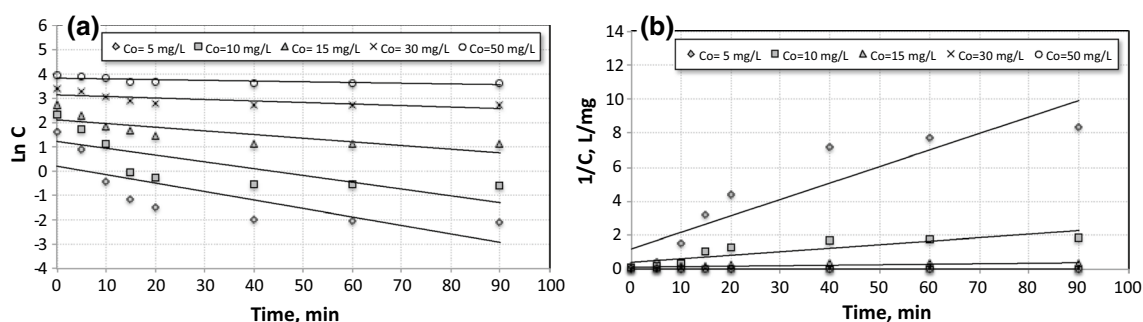 (a)
Co= 5 mg/L Co=10 mg/L Co= 15 mg/L Co= 30 mg/L Co=50 mg/L
Ln C
6
5
4
3
2
1
0
-1
-2
-3
-4
0 10 20 30 40 50 60 70 80 90 100
Time, min
(b)
Co= 5 mg/L Co=10 mg/L Co=15 mg/L Co=30 mg/L Co=50 mg/L
1/C, L/mg
14
12
10
8
6
4
2
0
0 10 20 30 40 50 60 70 80 90 100
Time, min